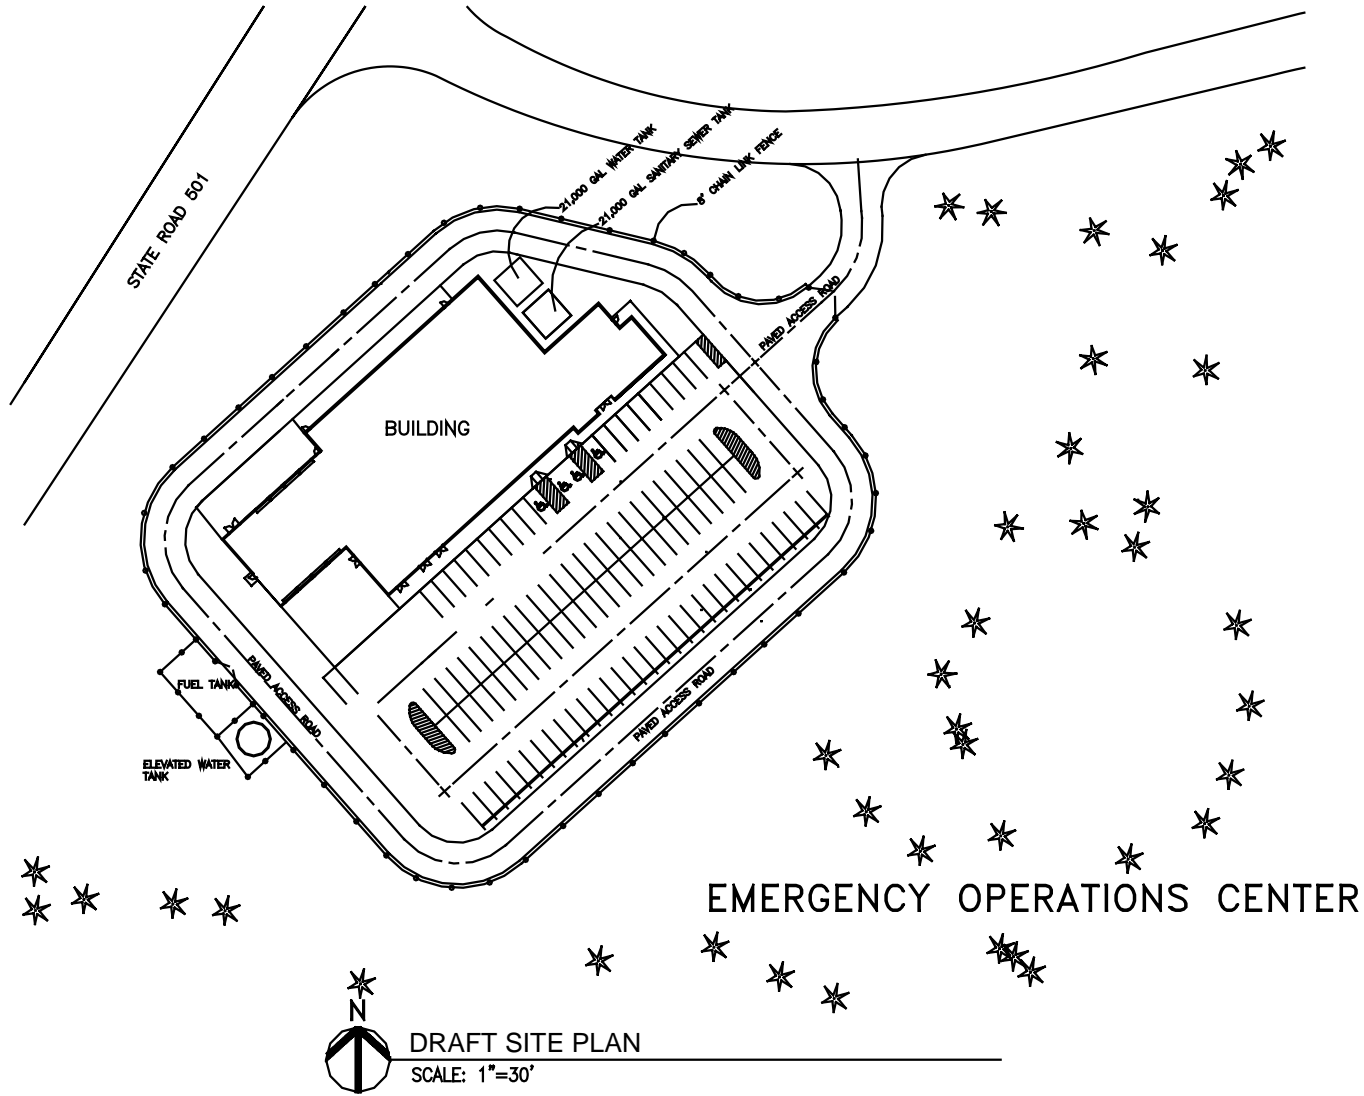 21,000 GAL WATER TANK
21,000 GAL SANITARY SEWER TANK
8' CHAIN LINK FENCE
STATE ROAD 501
PAVED ACCESS ROAD
BUILDING
PAVED ACCESS ROAD
FUEL TANKS
PAVED ACCESS ROAD
ELEVATED WATER
TANK
EMERGENCY OPERATIONS CENTER
N
DRAFT SITE PLAN
SCALE: 1"=30'